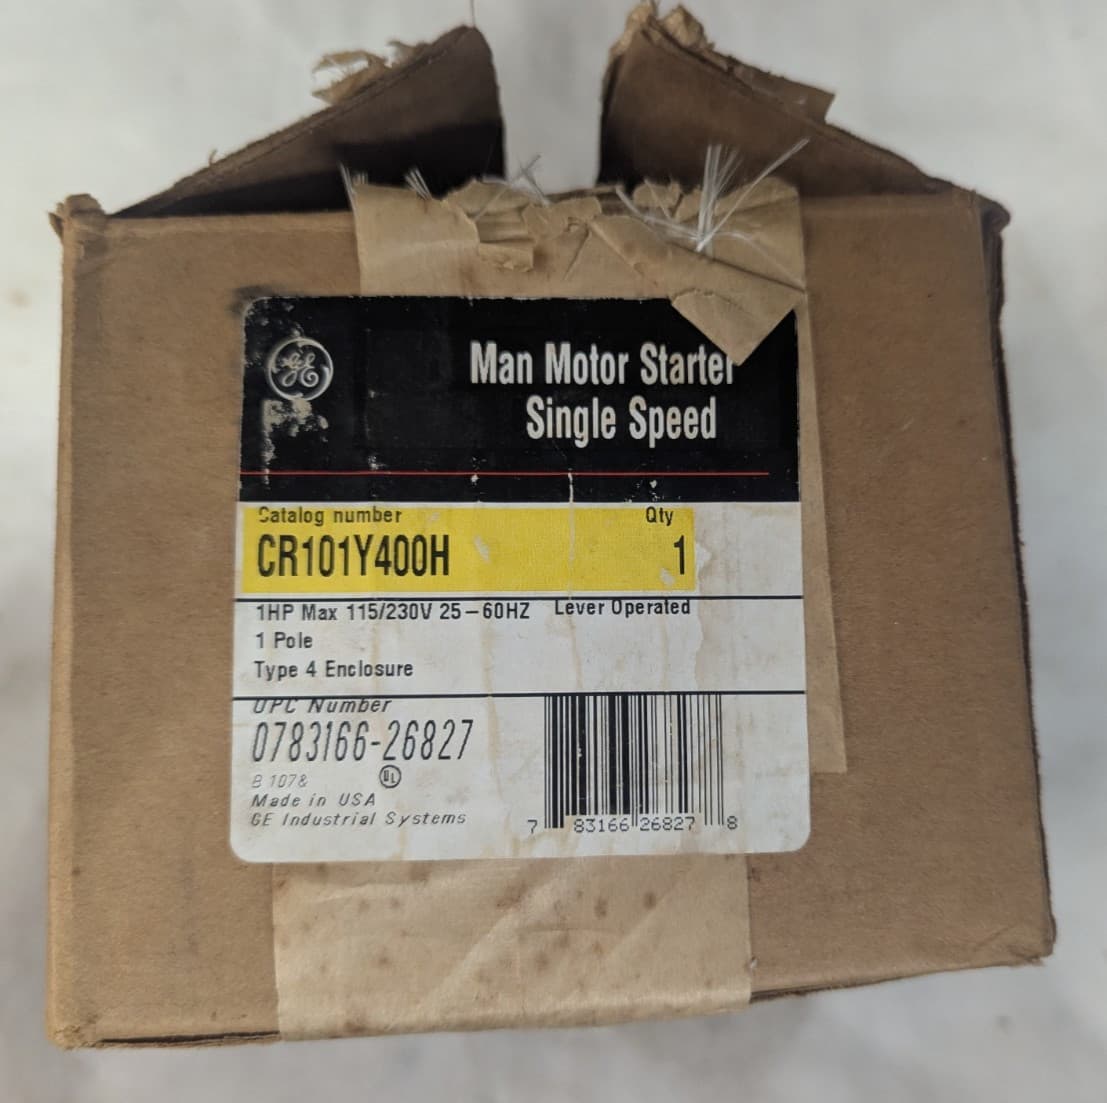 GE
Man Motor Starter
Single Speed
Catalog number Qty
CR101Y400H 1
1HP Max 115/230V 25-60HZ Lever Operated
1 Pole
Type 4 Enclosure
UPC Number
0783166-26827
B 1078 UL
Made in USA
GE Industrial Systems
7 83166 26827 8